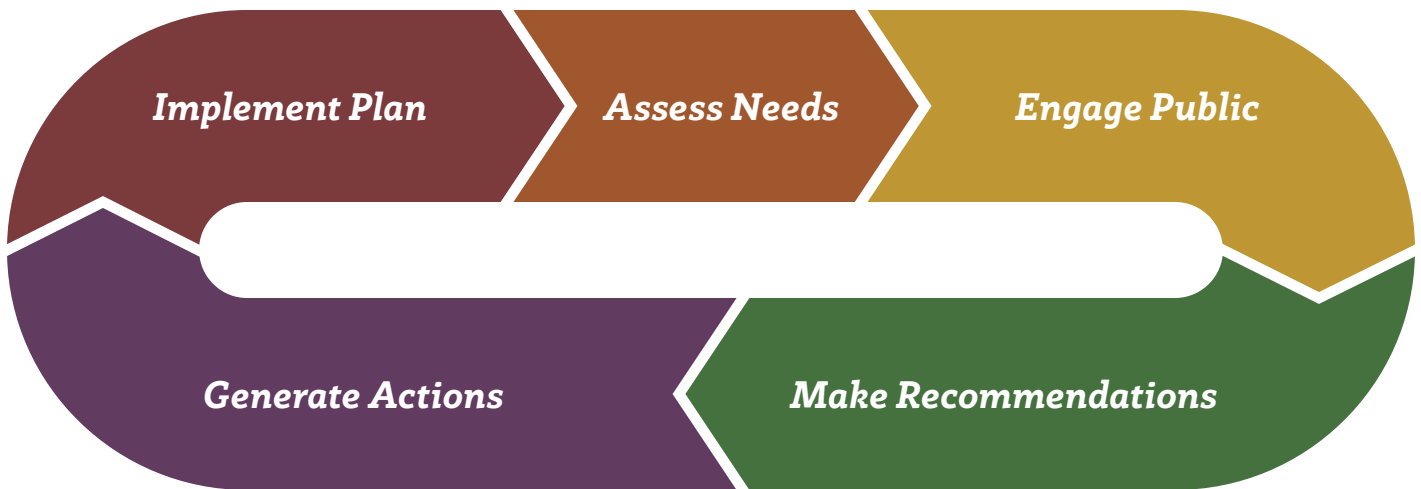 Implement Plan
Assess Needs
Engage Public
Generate Actions
Make Recommendations